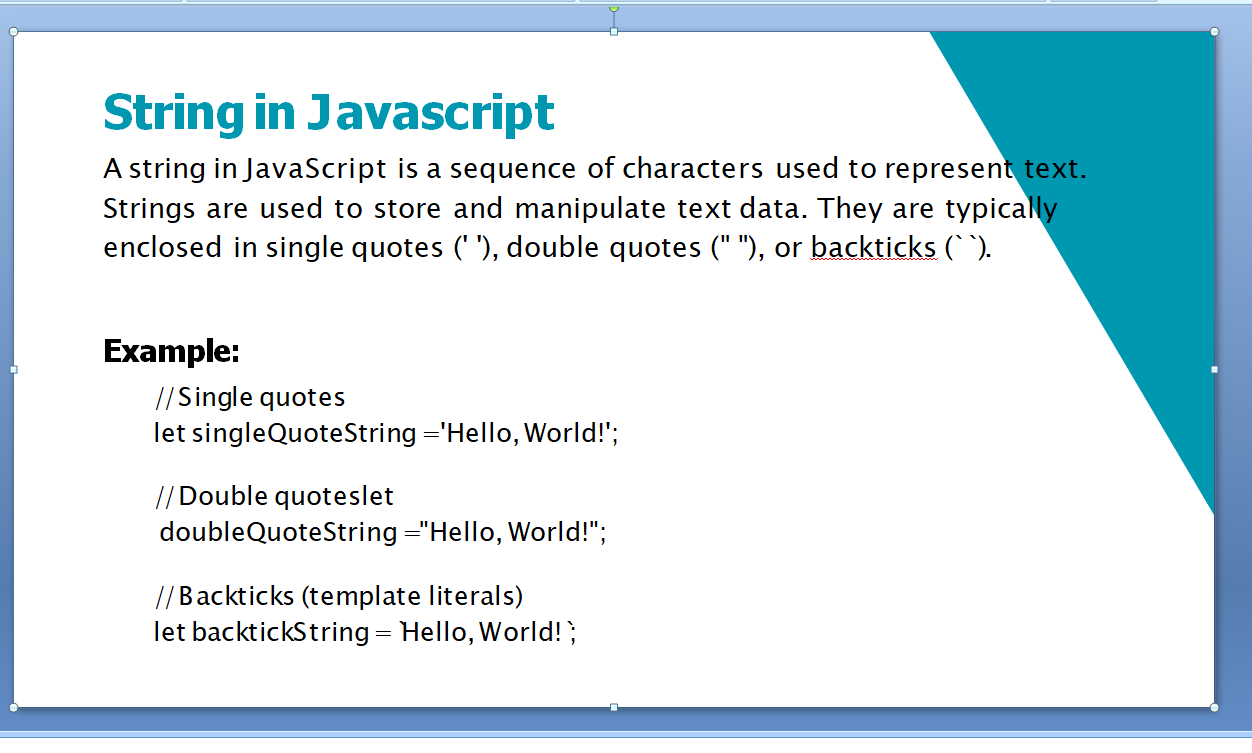 String in Javascript
A string in JavaScript is a sequence of characters used to represent text.
Strings are used to store and manipulate text data. They are typically
enclosed in single quotes (' '), double quotes (" "), or backticks (` `).
Example:
// Single quotes
let singleQuoteString ='Hello, World!';
// Double quoteslet
doubleQuoteString ="Hello, World!";
// Backticks (template literals)
let backtickString = `Hello, World! `;